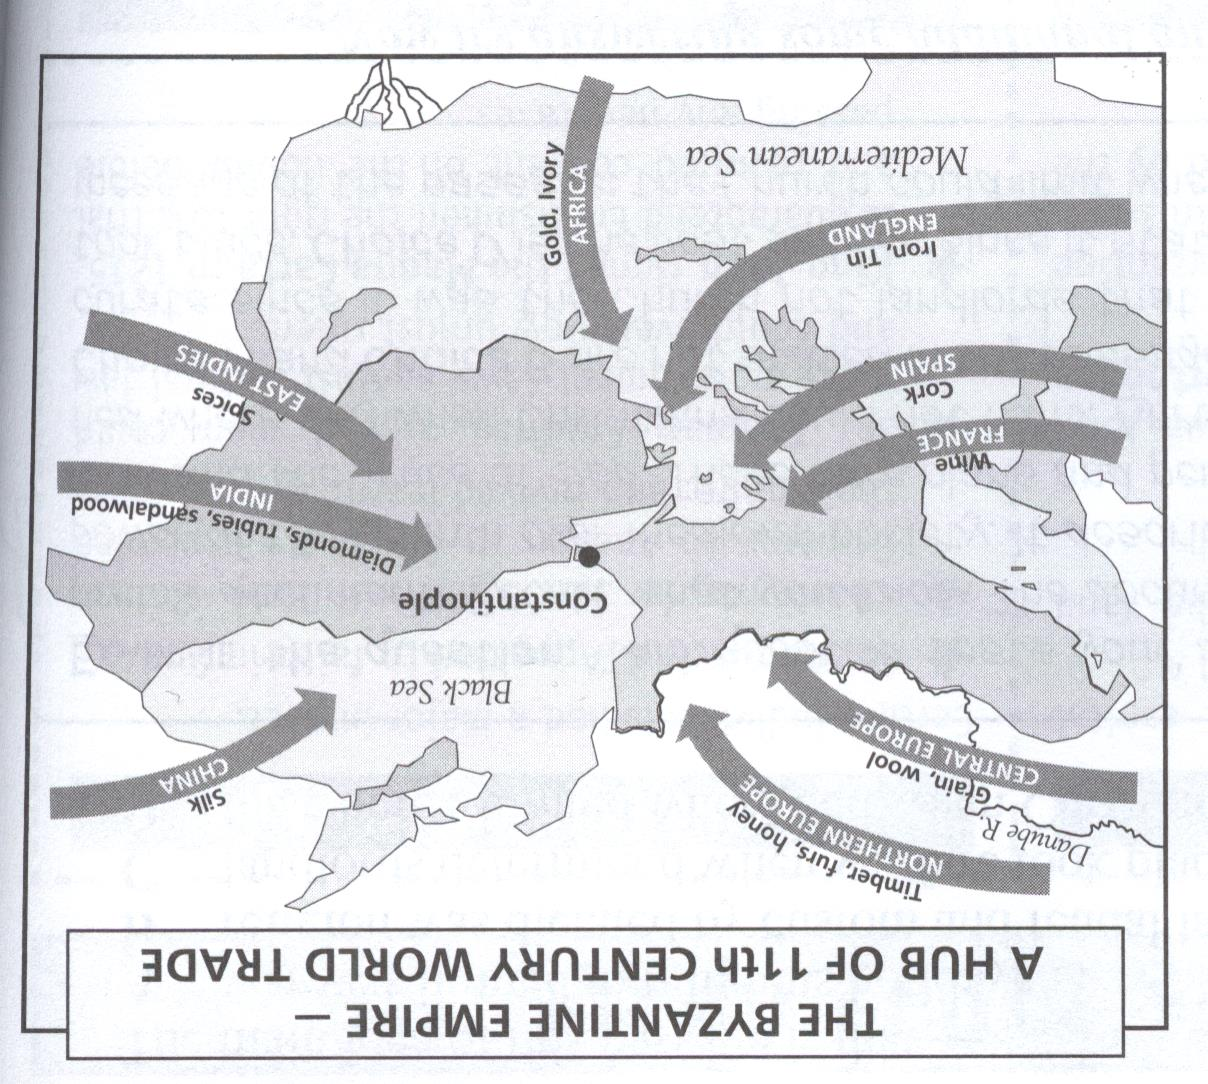 THE BYZANTINE EMPIRE —
A HUB OF 11th CENTURY WORLD TRADE
Timber, furs, honey
NORTHERN EUROPE
Danube R.
Grain, wool
CENTRAL EUROPE
Silk
CHINA
Black Sea
Constantinople
Diamonds, rubies, sandalwood
INDIA
Wine
FRANCE
Cork
SPAIN
Spices
EAST INDIES
Iron, Tin
ENGLAND
Gold, Ivory
AFRICA
Mediterranean Sea